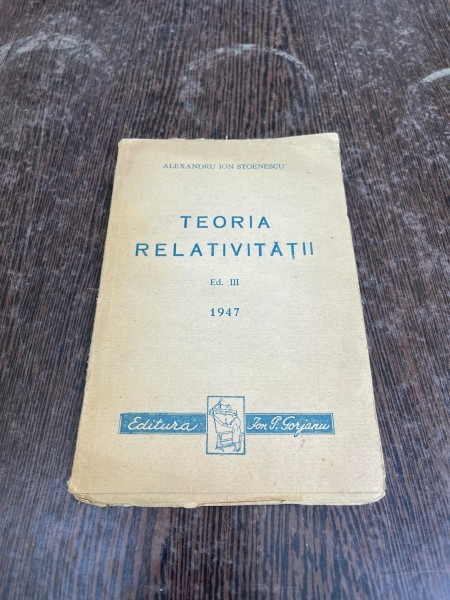 ALEXANDRU ION STOENESCU
TEORIA
RELATIVITĂȚII
Ed. III
1947
Editura Ion P. Gorjanu